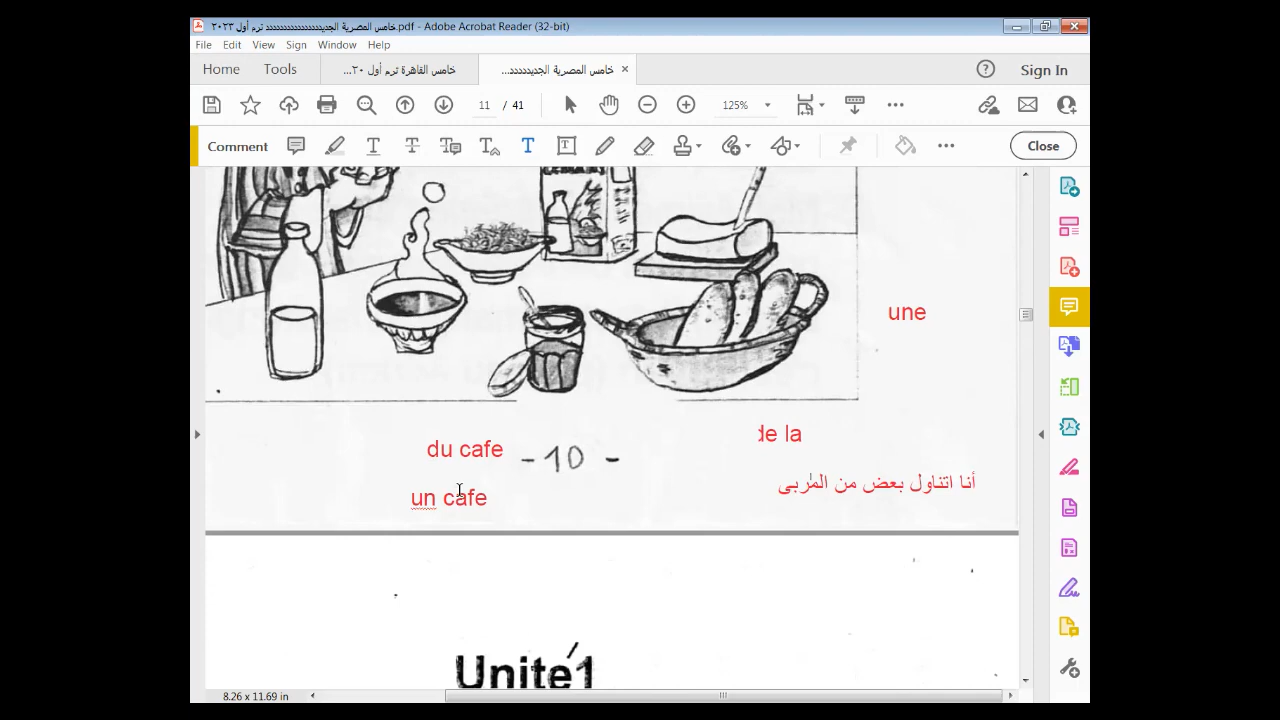 خامس المصرية الجديدددددددددددددددد ترم أول ٢٠٢٣.pdf - Adobe Acrobat Reader (32-bit)
File Edit View Sign Window Help
Home Tools خامس القاهرة ترم أول ٢٠... خامس المصرية الجديددددد... × Sign In
11 / 41 125%
Comment Close
une
du cafe
-10 -
de la
أنا اتناول بعض من المربى
un cafe
Unité1
8.26 x 11.69 in